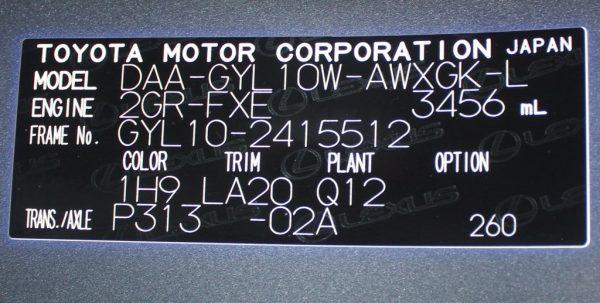 TOYOTA MOTOR CORPORATION JAPAN
MODEL DAA-GYL10W-AWXGK-L
ENGINE 2GR-FXE 3456 mL
FRAME No. GYL10-2415512
COLOR TRIM PLANT OPTION
1H9 LA20 Q12
TRANS./AXLE P313 -02A 260